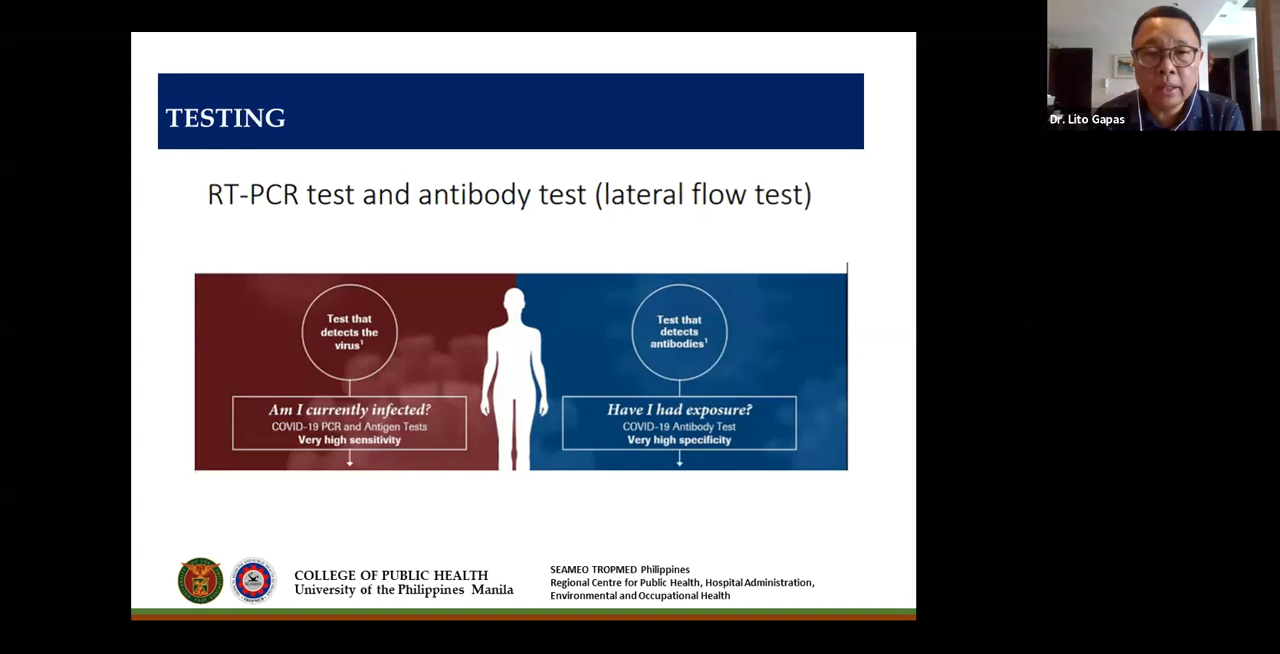 TESTING
RT-PCR test and antibody test (lateral flow test)
Test that
detects the
virus¹
Am I currently infected?
COVID-19 PCR and Antigen Tests
Very high sensitivity
Test that
detects
antibodies¹
Have I had exposure?
COVID-19 Antibody Test
Very high specificity
COLLEGE OF PUBLIC HEALTH
University of the Philippines Manila
SEAMEO TROPMED Philippines
Regional Centre for Public Health, Hospital Administration,
Environmental and Occupational Health
Dr. Lito Gapas